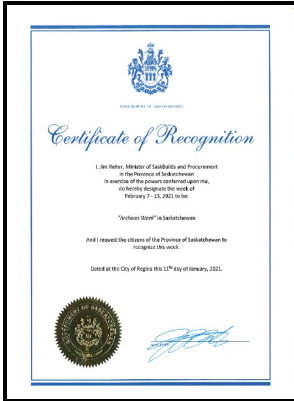 GOVERNMENT OF SASKATCHEWAN
Certificate of Recognition
I, Jim Reiter, Minister of SaskBuilds and Procurement
in the Province of Saskatchewan
in exercise of the powers conferred upon me,
do hereby designate the week of
February 7 - 13, 2021 to be:
"Archives Week" in Saskatchewan
And I request the citizens of the Province of Saskatchewan to
recognize this week.
Dated at the City of Regina this 11th day of January, 2021.